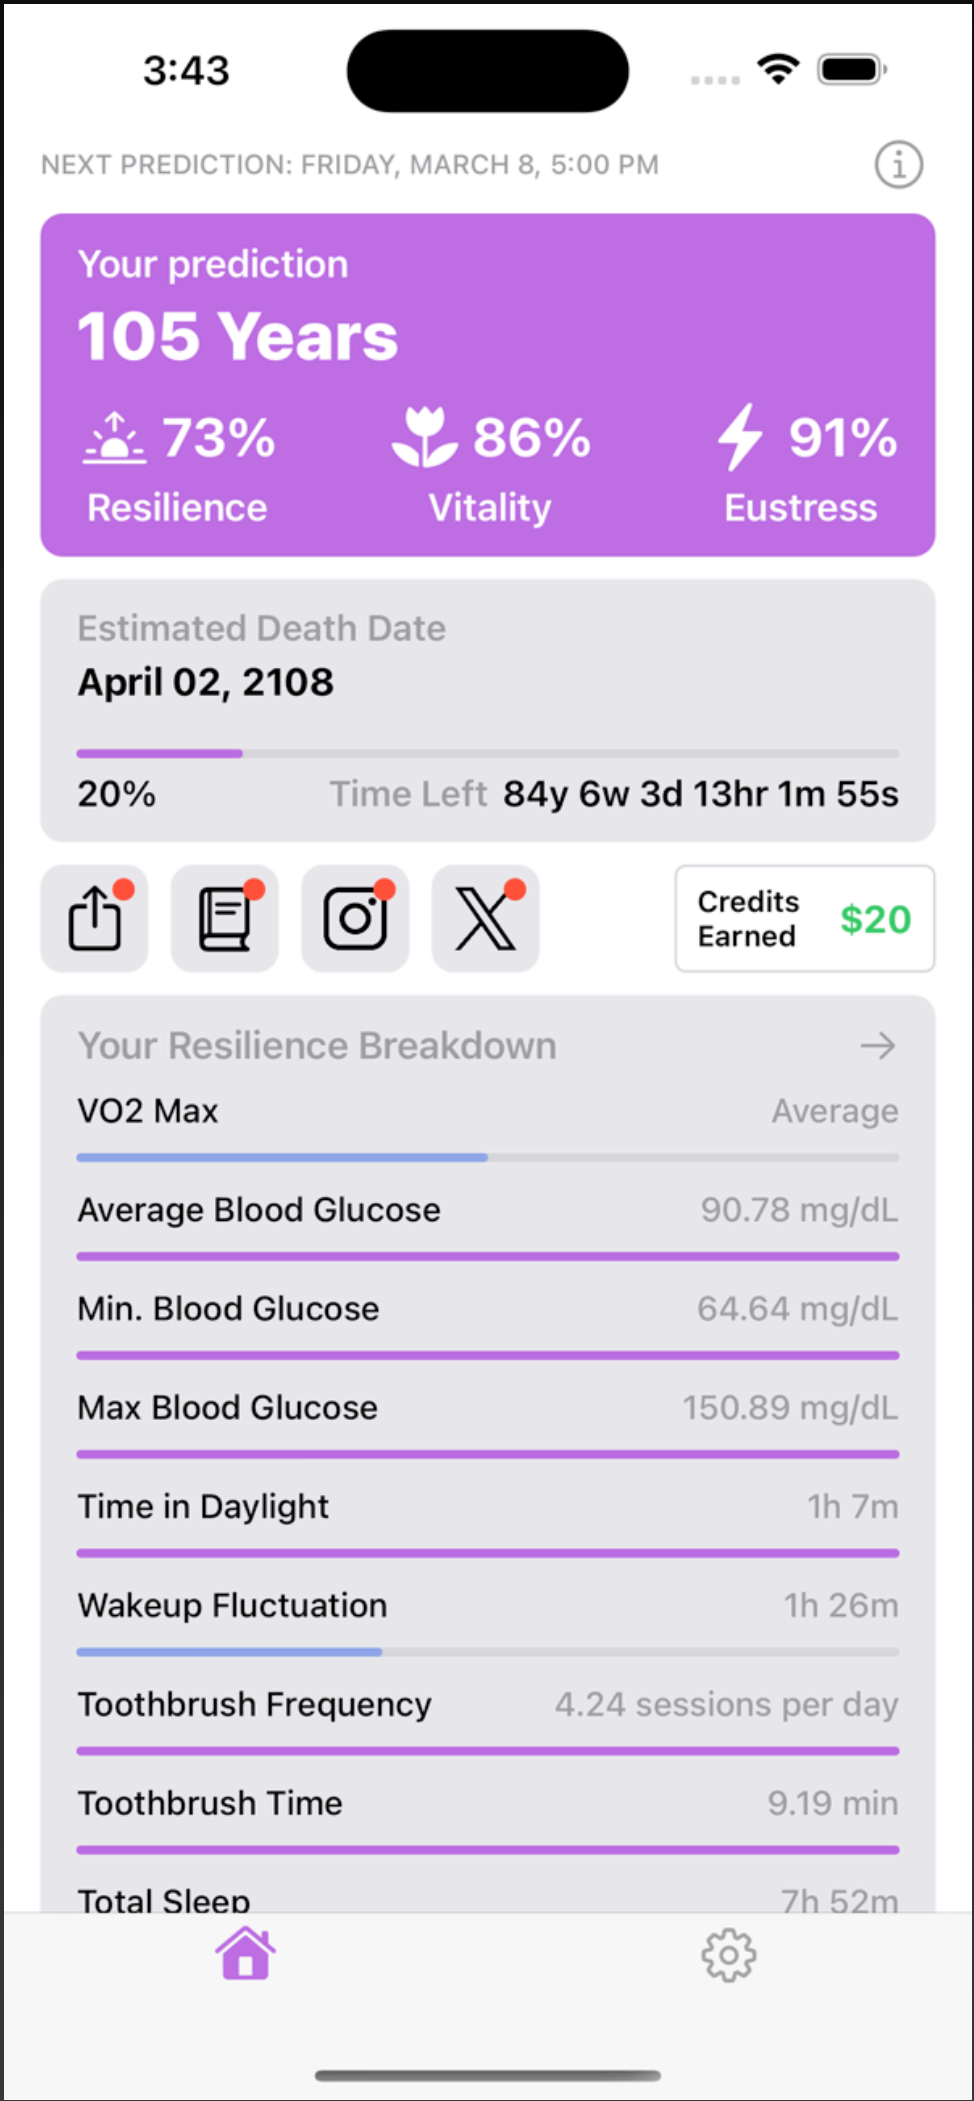 3:43
NEXT PREDICTION: FRIDAY, MARCH 8, 5:00 PM
Your prediction
105 Years
73% 86% 91%
Resilience Vitality Eustress
Estimated Death Date
April 02, 2108
20% Time Left 84y 6w 3d 13hr 1m 55s
Credits
Earned $20
Your Resilience Breakdown
VO2 Max Average
Average Blood Glucose 90.78 mg/dL
Min. Blood Glucose 64.64 mg/dL
Max Blood Glucose 150.89 mg/dL
Time in Daylight 1h 7m
Wakeup Fluctuation 1h 26m
Toothbrush Frequency 4.24 sessions per day
Toothbrush Time 9.19 min
Total Sleep 7h 52m